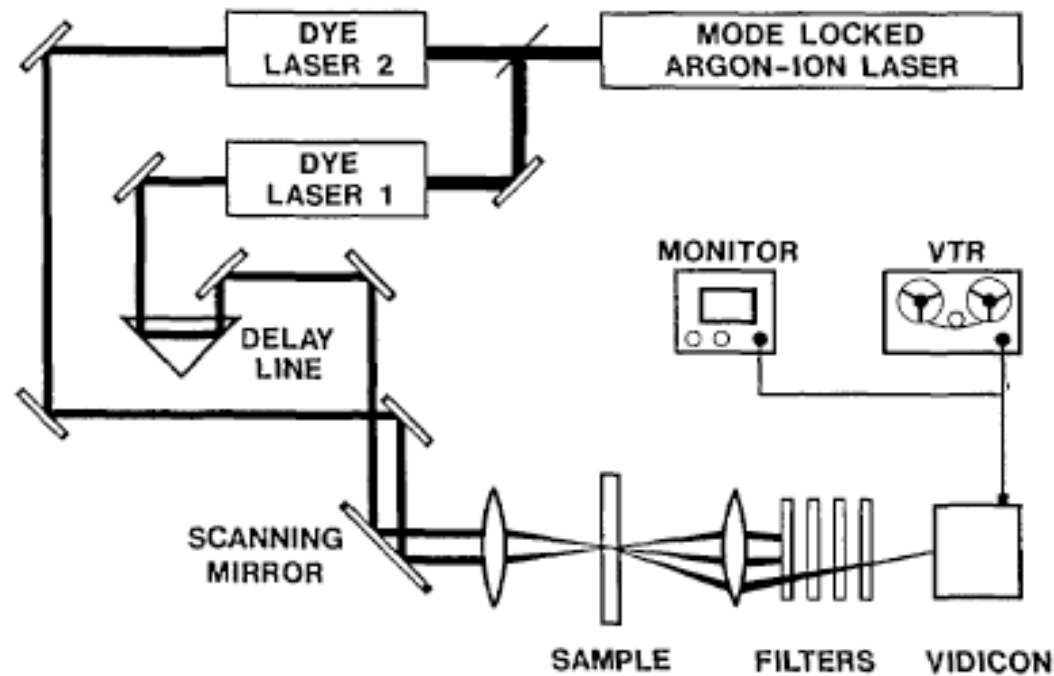 DYE
LASER 2
MODE LOCKED
ARGON-ION LASER
DYE
LASER 1
MONITOR
VTR
DELAY
LINE
SCANNING
MIRROR
SAMPLE
FILTERS
VIDICON